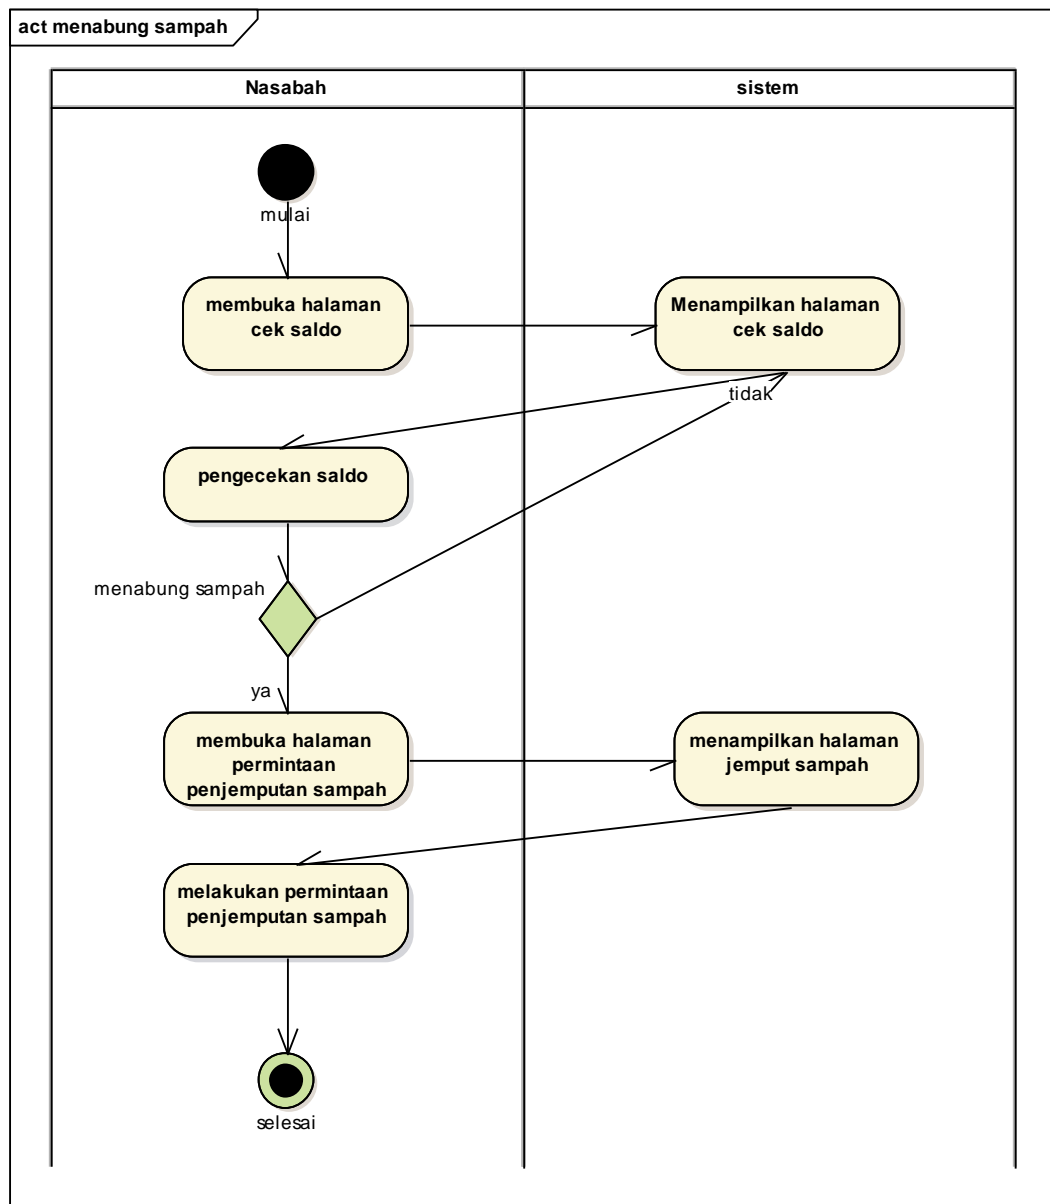 act menabung sampah
Nasabah
sistem
mulai
membuka halaman
cek saldo
Menampilkan halaman
cek saldo
tidak
pengecekan saldo
menabung sampah
ya
membuka halaman
permintaan
penjemputan sampah
menampilkan halaman
jemput sampah
melakukan permintaan
penjemputan sampah
selesai